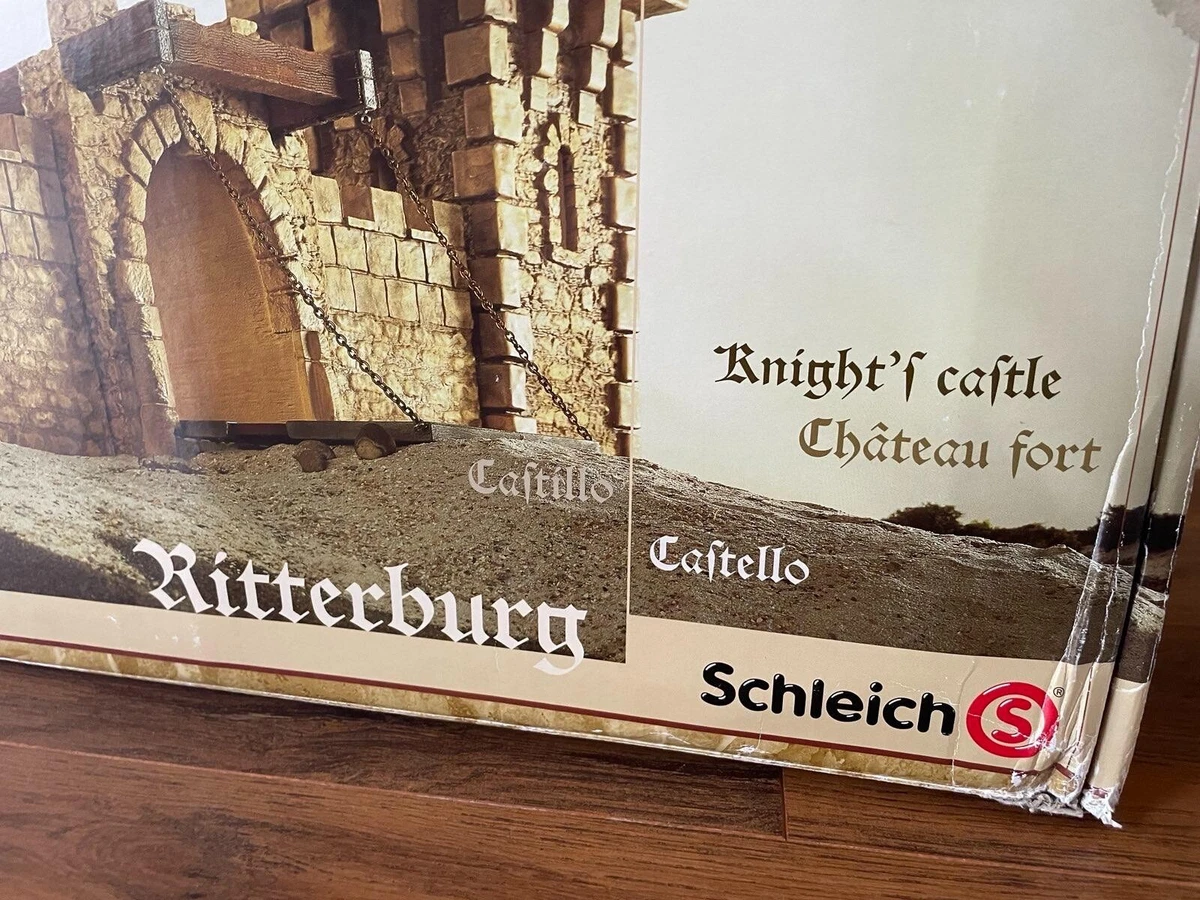 Knight'ſ caſtle
Château fort
Caſtillo
Caſtello
Ritterburg
Schleich S ®